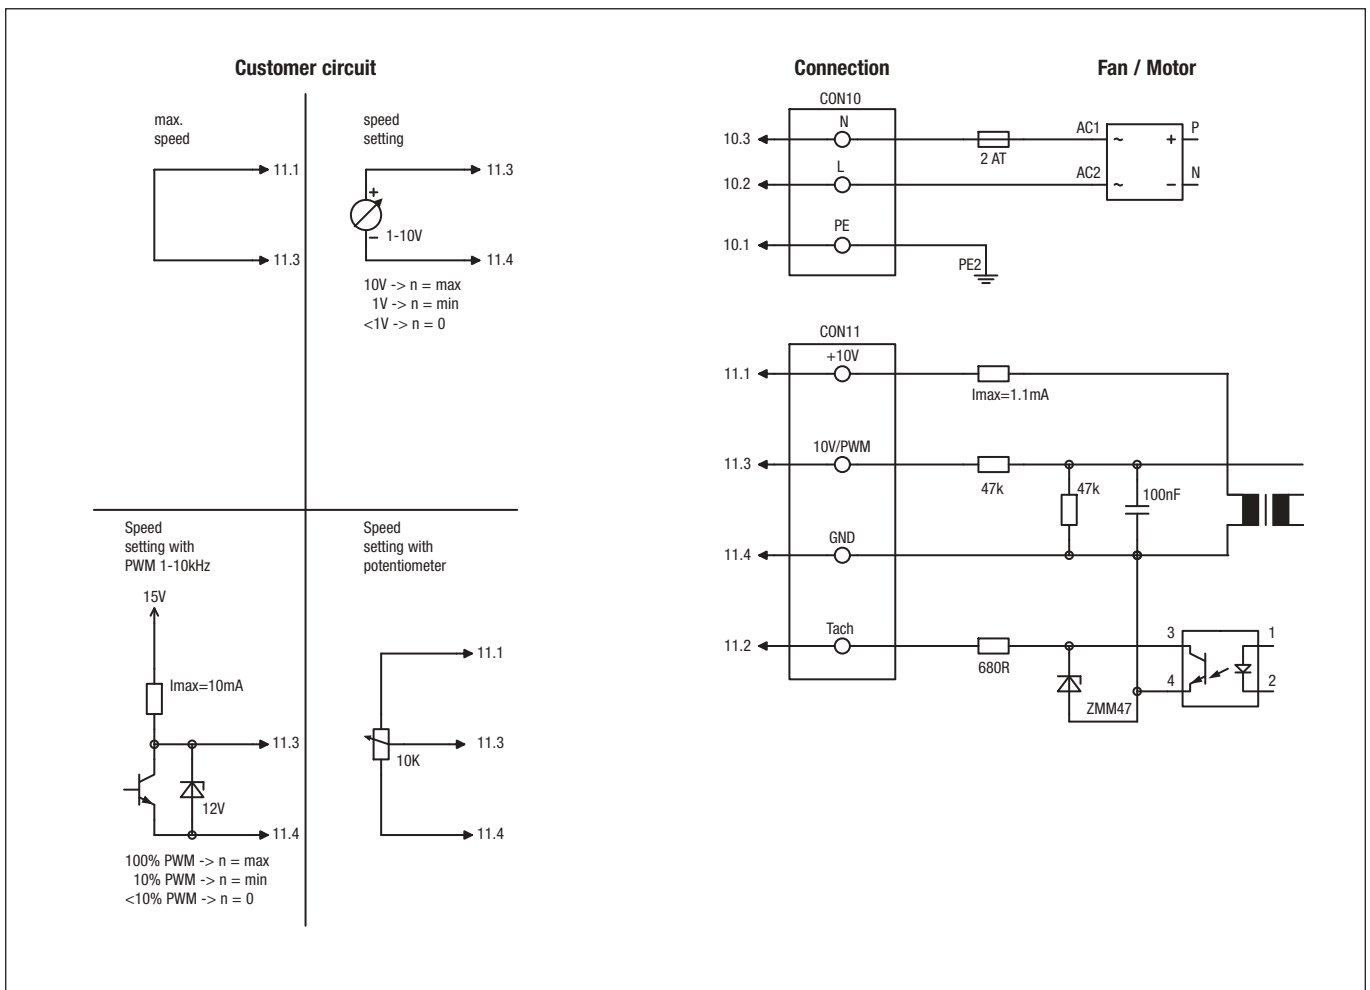 Customer circuit
max.
speed
11.1
11.3
speed
setting
11.3
+
1-10V
−
11.4
10V -> n = max
1V -> n = min
<1V -> n = 0
Speed
setting with
PWM 1-10kHz
15V
Imax=10mA
11.3
12V
11.4
100% PWM -> n = max
10% PWM -> n = min
<10% PWM -> n = 0
Speed
setting with
potentiometer
11.1
11.3
10K
11.4
Connection
Fan / Motor
CON10
10.3
N
2 AT
AC1
~
+
P
10.2
L
AC2
~
−
N
10.1
PE
PE2
CON11
11.1
+10V
Imax=1.1mA
11.3
10V/PWM
47k
47k
100nF
11.4
GND
11.2
Tach
680R
ZMM47
3
1
4
2